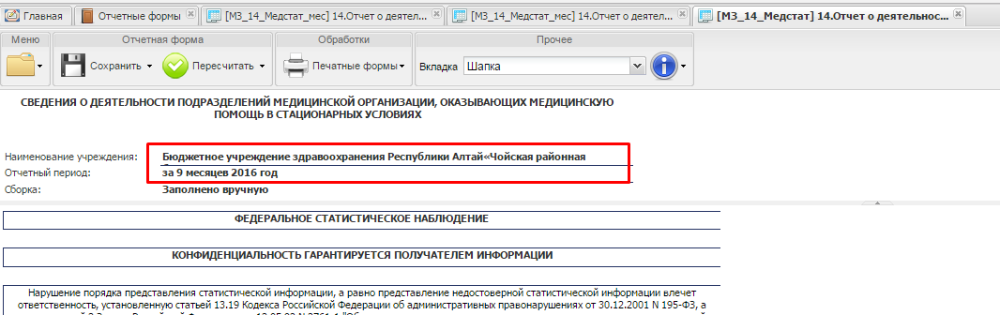 Главная
Отчетные формы
[МЗ_14_Медстат_мес] 14.Отчет о деятел...
[МЗ_14_Медстат_мес] 14.Отчет о деятел...
[МЗ_14_Медстат] 14.Отчет о деятельнос...
Меню
Отчетная форма
Обработки
Прочее
Сохранить
Пересчитать
Печатные формы
Вкладка
Шапка
СВЕДЕНИЯ О ДЕЯТЕЛЬНОСТИ ПОДРАЗДЕЛЕНИЙ МЕДИЦИНСКОЙ ОРГАНИЗАЦИИ, ОКАЗЫВАЮЩИХ МЕДИЦИНСКУЮ
ПОМОЩЬ В СТАЦИОНАРНЫХ УСЛОВИЯХ
Наименование учреждения: Бюджетное учреждение здравоохранения Республики Алтай«Чойская районная
Отчетный период: за 9 месяцев 2016 год
Сборка: Заполнено вручную
ФЕДЕРАЛЬНОЕ СТАТИСТИЧЕСКОЕ НАБЛЮДЕНИЕ
КОНФИДЕНЦИАЛЬНОСТЬ ГАРАНТИРУЕТСЯ ПОЛУЧАТЕЛЕМ ИНФОРМАЦИИ
Нарушение порядка представления статистической информации, а равно представление недостоверной статистической информации влечет
ответственность, установленную статьей 13.19 Кодекса Российской Федерации об административных правонарушениях от 30.12.2001 N 195-ФЗ, а